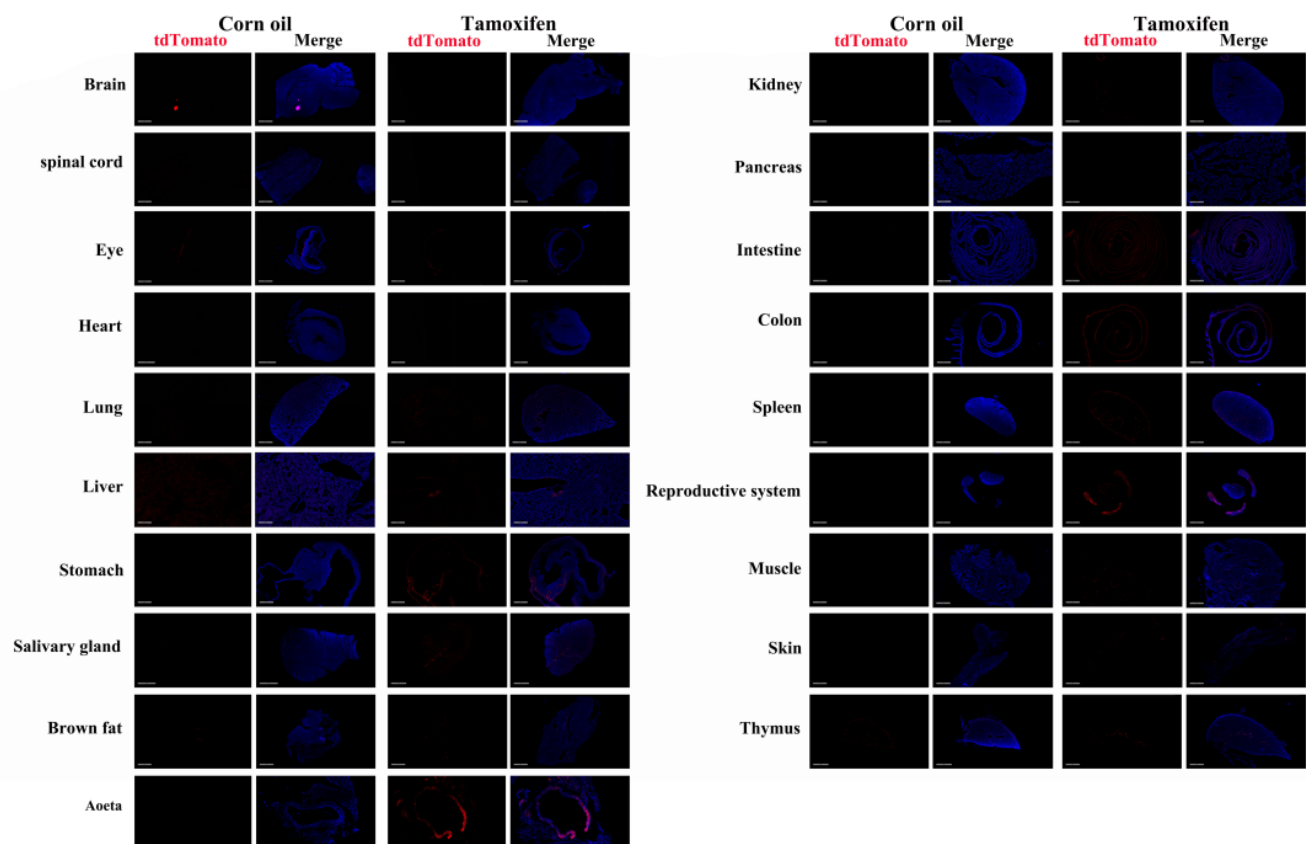 Corn oil Tamoxifen
tdTomato Merge tdTomato Merge
Brain
spinal cord
Eye
Heart
Lung
Liver
Stomach
Salivary gland
Brown fat
Aoeta
Corn oil Tamoxifen
tdTomato Merge tdTomato Merge
Kidney
Pancreas
Intestine
Colon
Spleen
Reproductive system
Muscle
Skin
Thymus